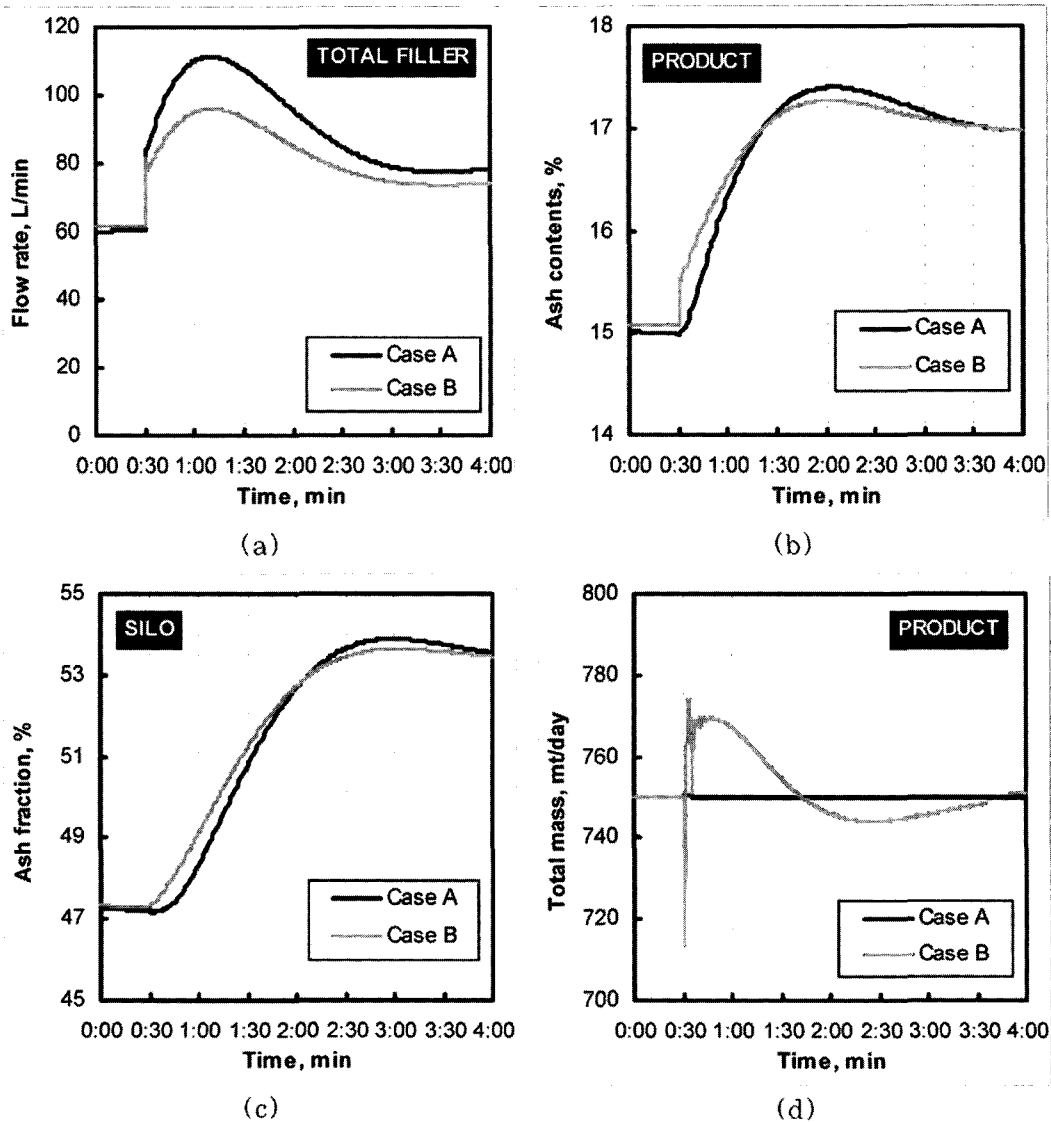 120
100
80
60
40
20
0
Flow rate, L/min
TOTAL FILLER
Case A
Case B
0:00 0:30 1:00 1:30 2:00 2:30 3:00 3:30 4:00
Time, min
(a)
18
17
16
15
14
Ash contents, %
PRODUCT
Case A
Case B
0:00 0:30 1:00 1:30 2:00 2:30 3:00 3:30 4:00
Time, min
(b)
55
53
51
49
47
45
Ash fraction, %
SILO
Case A
Case B
0:00 0:30 1:00 1:30 2:00 2:30 3:00 3:30 4:00
Time, min
(c)
800
780
760
740
720
700
Total mass, mt/day
PRODUCT
Case A
Case B
0:00 0:30 1:00 1:30 2:00 2:30 3:00 3:30 4:00
Time, min
(d)